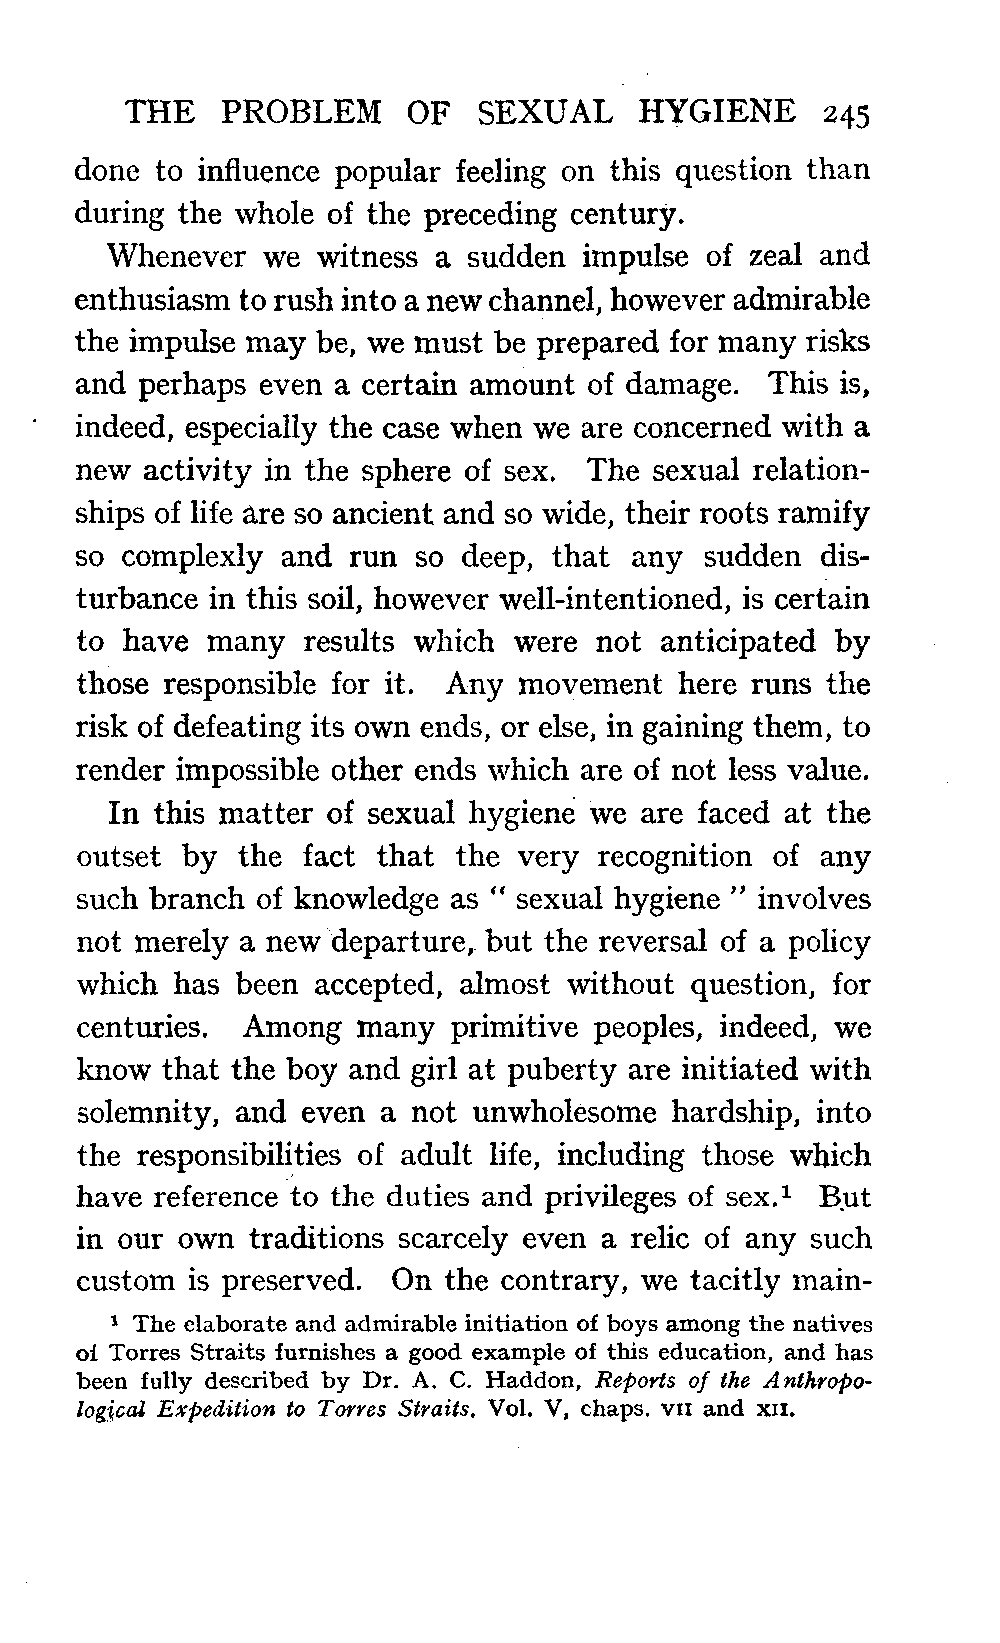 THE PROBLEM OF SEXUAL HYGIENE 245
done to influence popular feeling on this question than
during the whole of the preceding century.
Whenever we witness a sudden impulse of zeal and
enthusiasm to rush into a new channel, however admirable
the impulse may be, we must be prepared for many risks
and perhaps even a certain amount of damage. This is,
indeed, especially the case when we are concerned with a
new activity in the sphere of sex. The sexual relation-
ships of life are so ancient and so wide, their roots ramify
so complexly and run so deep, that any sudden dis-
turbance in this soil, however well-intentioned, is certain
to have many results which were not anticipated by
those responsible for it. Any movement here runs the
risk of defeating its own ends, or else, in gaining them, to
render impossible other ends which are of not less value.
In this matter of sexual hygiene we are faced at the
outset by the fact that the very recognition of any
such branch of knowledge as " sexual hygiene " involves
not merely a new departure, but the reversal of a policy
which has been accepted, almost without question, for
centuries. Among many primitive peoples, indeed, we
know that the boy and girl at puberty are initiated with
solemnity, and even a not unwholesome hardship, into
the responsibilities of adult life, including those which
have reference to the duties and privileges of sex.¹ But
in our own traditions scarcely even a relic of any such
custom is preserved. On the contrary, we tacitly main-
¹ The elaborate and admirable initiation of boys among the natives
of Torres Straits furnishes a good example of this education, and has
been fully described by Dr. A. C. Haddon, Reports of the Anthropo-
logical Expedition to Torres Straits, Vol. V, chaps. VII and XII.